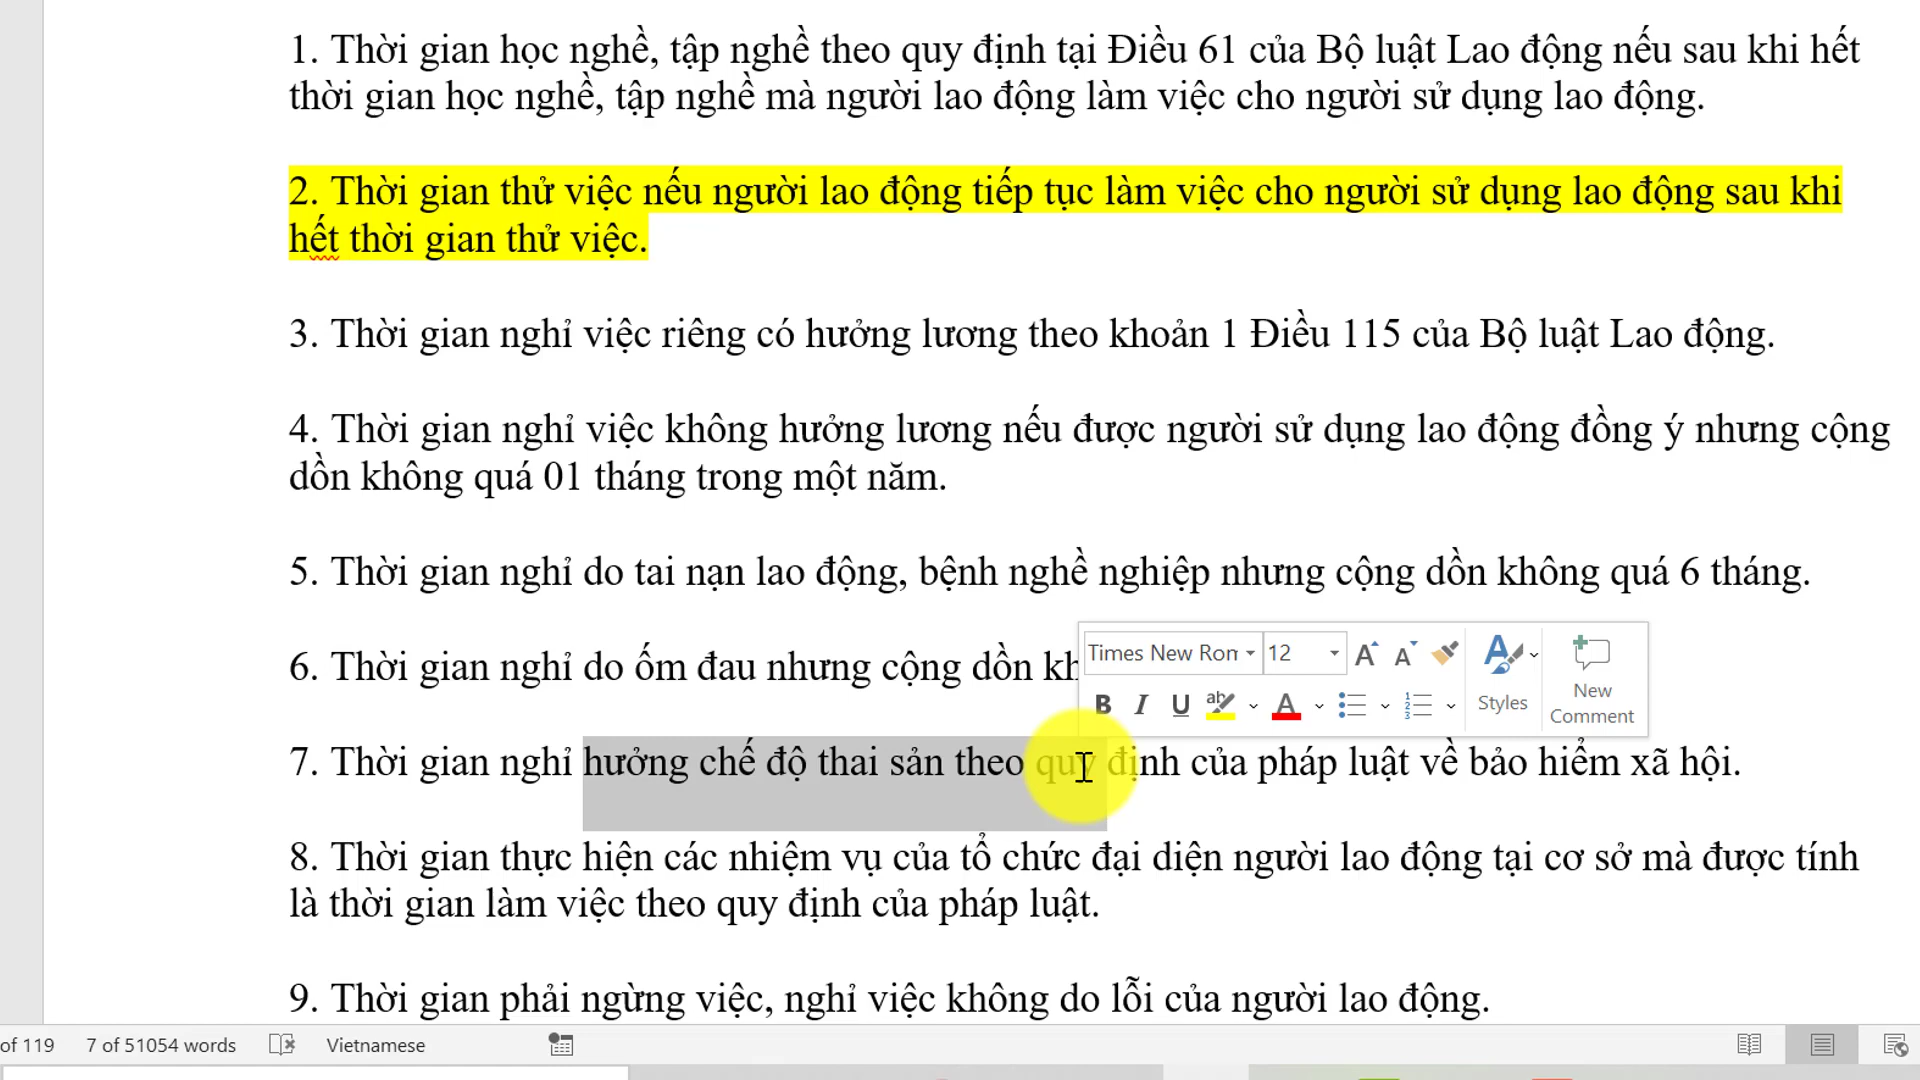 1. Thời gian học nghề, tập nghề theo quy định tại Điều 61 của Bộ luật Lao động nếu sau khi hết
thời gian học nghề, tập nghề mà người lao động làm việc cho người sử dụng lao động.
2. Thời gian thử việc nếu người lao động tiếp tục làm việc cho người sử dụng lao động sau khi
hết thời gian thử việc.
3. Thời gian nghỉ việc riêng có hưởng lương theo khoản 1 Điều 115 của Bộ luật Lao động.
4. Thời gian nghỉ việc không hưởng lương nếu được người sử dụng lao động đồng ý nhưng cộng
dồn không quá 01 tháng trong một năm.
5. Thời gian nghỉ do tai nạn lao động, bệnh nghề nghiệp nhưng cộng dồn không quá 6 tháng.
Times New Ron 12
6. Thời gian nghỉ do ốm đau nhưng cộng dồn kh
B I U Styles New Comment
7. Thời gian nghỉ hưởng chế độ thai sản theo quy định của pháp luật về bảo hiểm xã hội.
8. Thời gian thực hiện các nhiệm vụ của tổ chức đại diện người lao động tại cơ sở mà được tính
là thời gian làm việc theo quy định của pháp luật.
9. Thời gian phải ngừng việc, nghỉ việc không do lỗi của người lao động.
of 119 7 of 51054 words Vietnamese